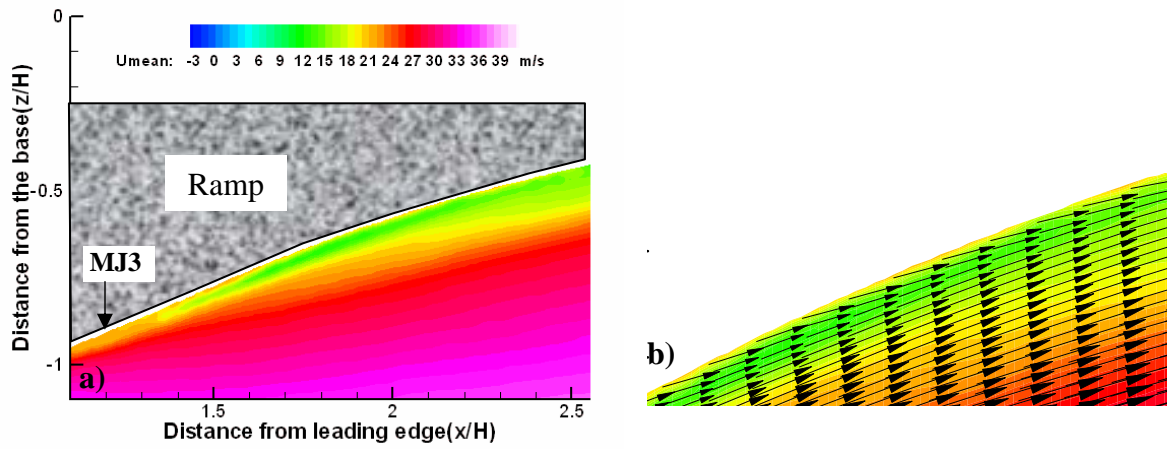 0
Umean: -3 0 3 6 9 12 15 18 21 24 27 30 33 36 39 m/s
Distance from the base(z/H)
Ramp
-0.5
MJ3
-1
a)
1.5 2 2.5
Distance from leading edge(x/H)
b)